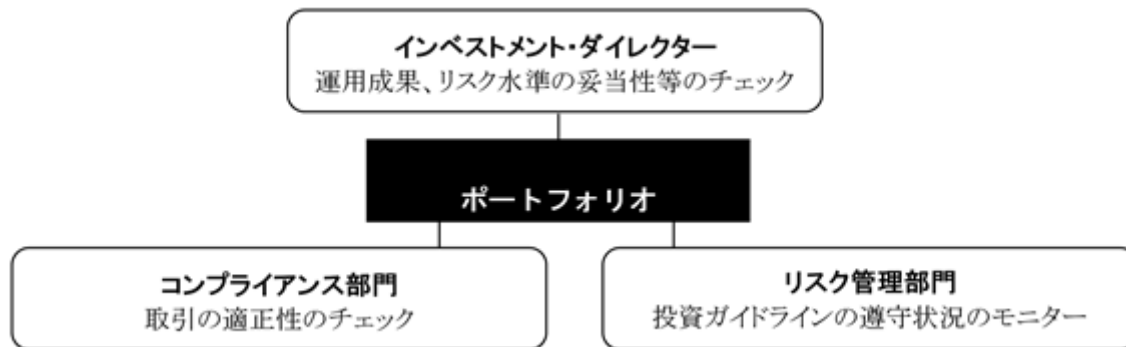 インベストメント・ダイレクター
運用成果、リスク水準の妥当性等のチェック
ポートフォリオ
コンプライアンス部門
取引の適正性のチェック
リスク管理部門
投資ガイドラインの遵守状況のモニター